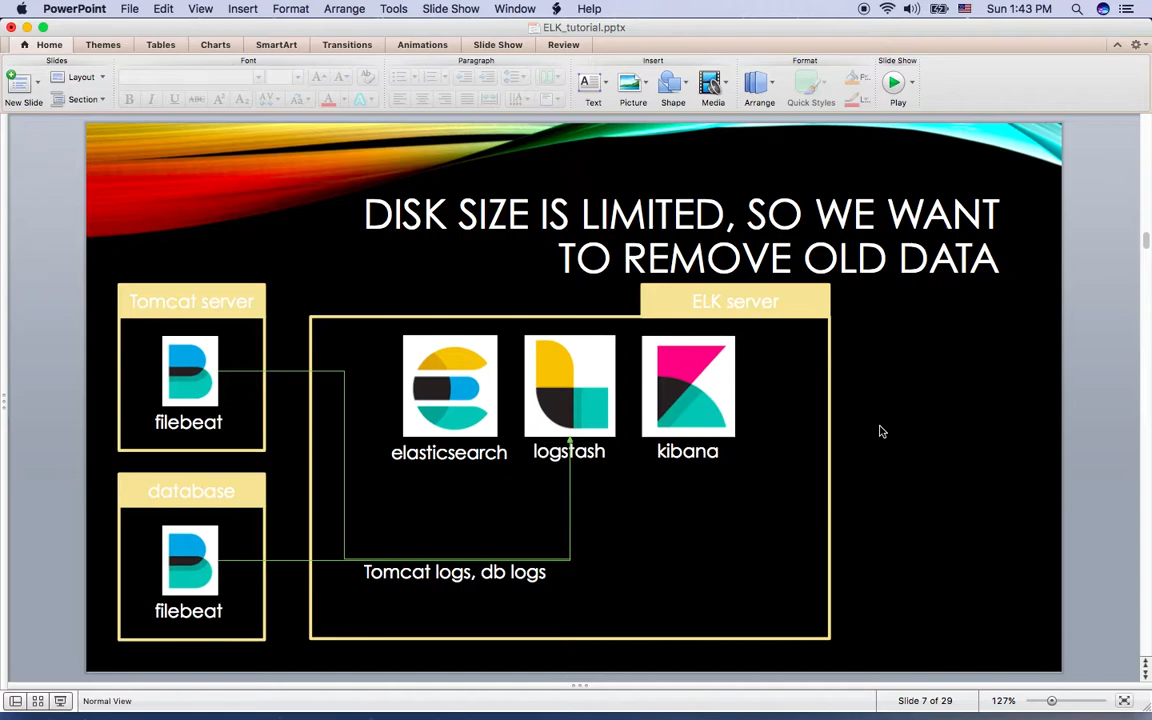 PowerPoint File Edit View Insert Format Arrange Tools Slide Show Window Help Sun 1:43 PM
ELK_tutorial.pptx
Home Themes Tables Charts SmartArt Transitions Animations Slide Show Review
Slides Font Paragraph Insert Format Slide Show
Layout
Section
New Slide
Text Picture Shape Media Arrange Quick Styles Play
DISK SIZE IS LIMITED, SO WE WANT
TO REMOVE OLD DATA
Tomcat server
filebeat
ELK server
elasticsearch logstash kibana
database
filebeat
Tomcat logs, db logs
Normal View Slide 7 of 29 127%